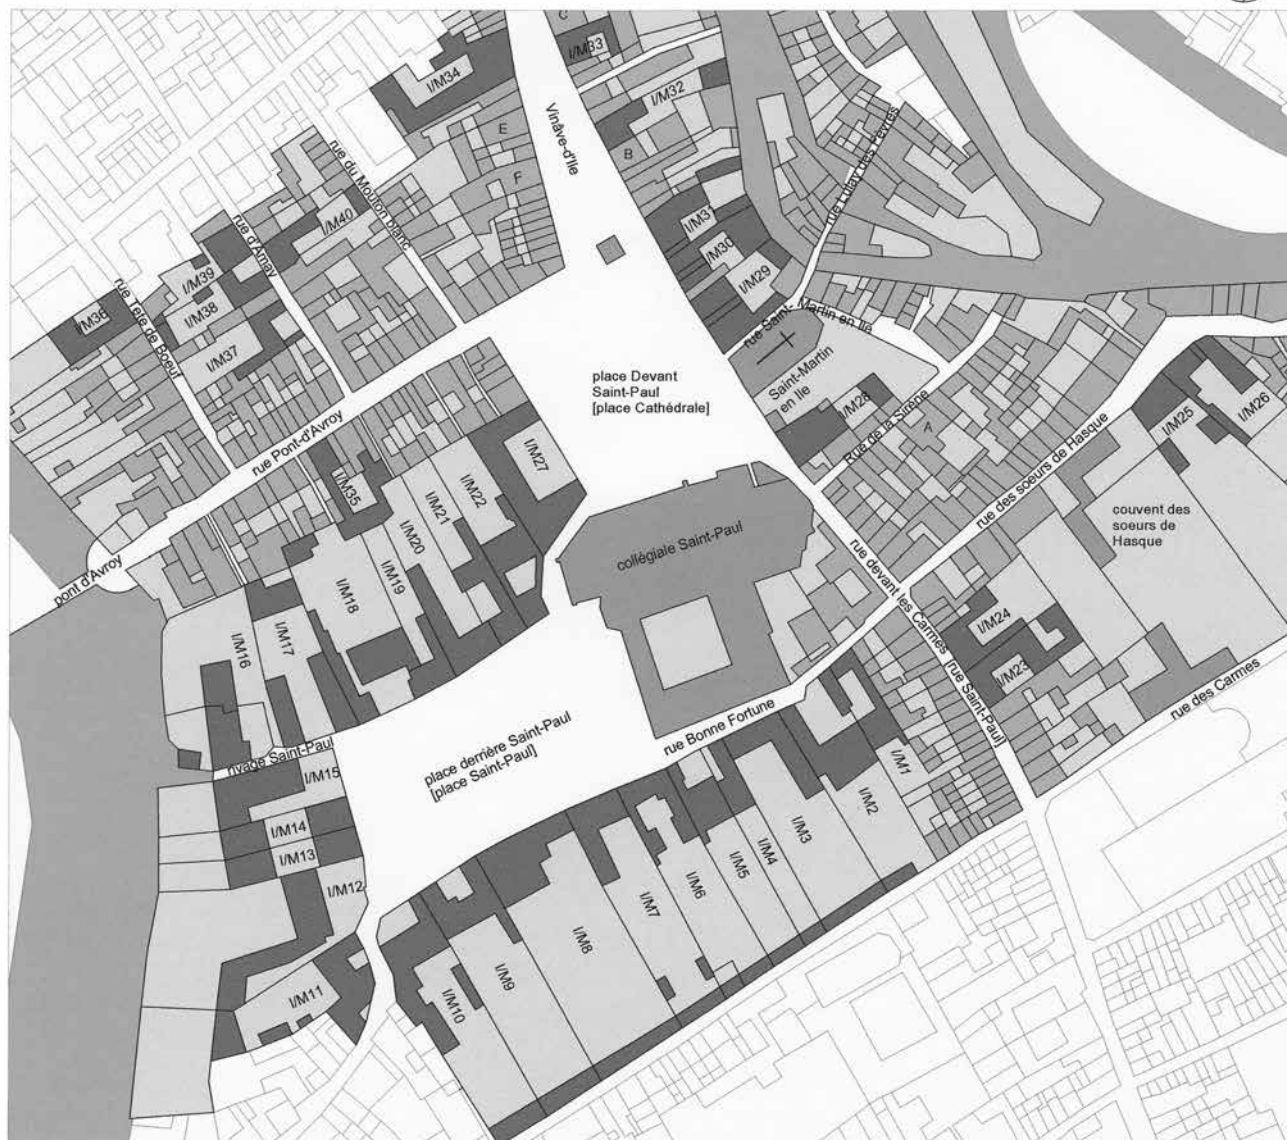 C
I/M33
I/M34
I/M32
E
Vinâve-d'Ile
B
F
rue Lulay des Fèvres
rue du Mouton blanc
I/M40
I/M31
I/M30
I/M29
rue d'Amay
I/M39
I/M38
I/M36
I/M37
rue Tête de Boeuf
rue Saint-Martin en Ile
Saint-Martin
en Ile
place Devant
Saint-Paul
[place Cathédrale]
I/M28
Rue de la Sirène
A
I/M25
I/M26
rue Pont-d'Avroy
I/M27
I/M35
I/M22
I/M21
I/M20
I/M19
I/M18
I/M17
I/M16
rue des soeurs de Hasque
couvent des
soeurs de
Hasque
collégiale Saint-Paul
pont d'Avroy
rue devant les Carmes [rue Saint-Paul]
I/M24
I/M23
rue des Carmes
rivage Saint-Paul
place derrière Saint-Paul
[place Saint-Paul]
rue Bonne Fortune
I/M15
I/M14
I/M13
I/M12
I/M11
I/M1
I/M2
I/M3
I/M4
I/M5
I/M6
I/M7
I/M8
I/M9
I/M10